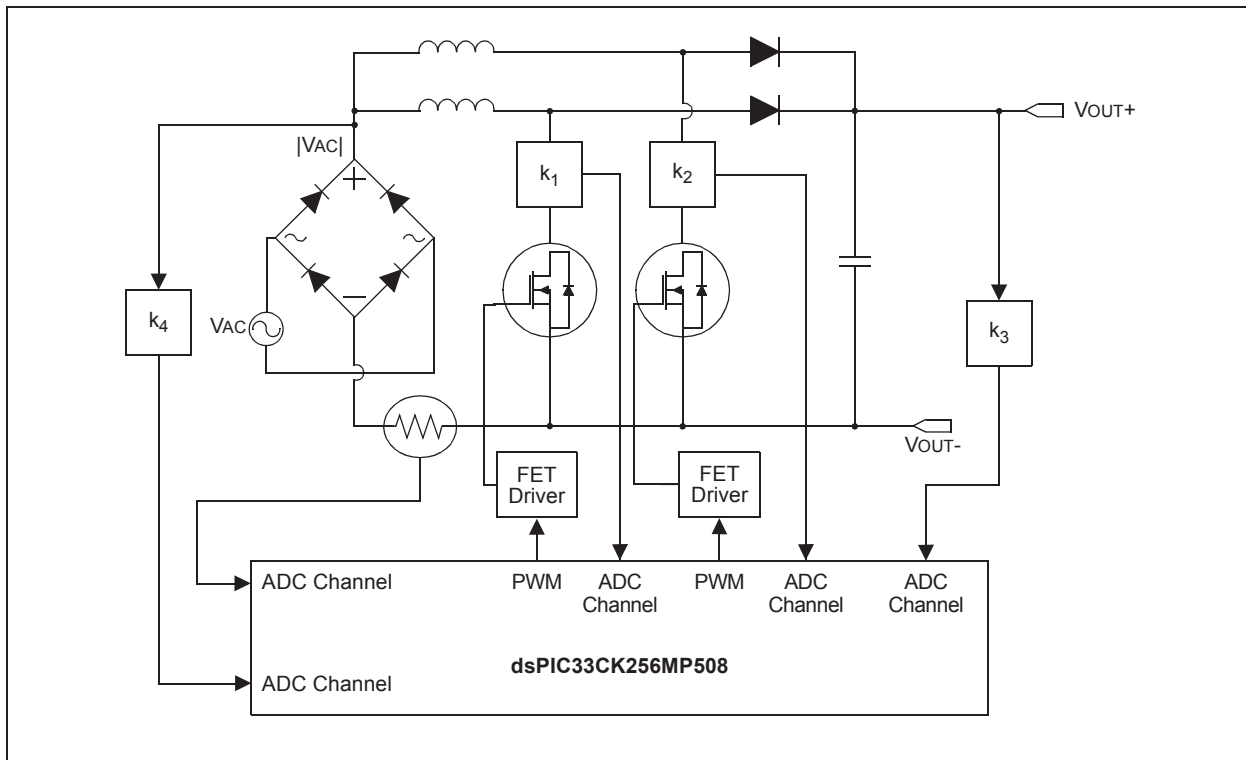 VOUT+
|VAC|
k1
k2
+
k4
VAC
−
k3
VOUT-
FET
Driver
FET
Driver
ADC Channel
PWM
ADC
Channel
PWM
ADC
Channel
ADC
Channel
dsPIC33CK256MP508
ADC Channel